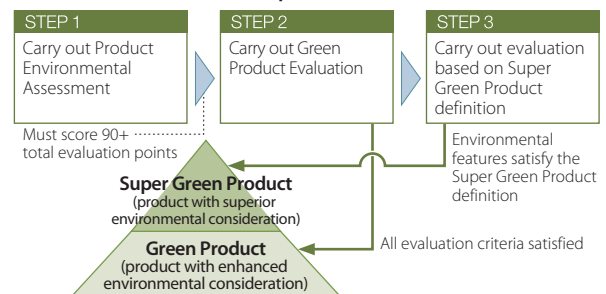 STEP 1
Carry out Product
Environmental
Assessment
STEP 2
Carry out Green
Product Evaluation
STEP 3
Carry out evaluation
based on Super
Green Product
definition
Must score 90+
total evaluation points
Environmental
features satisfy the
Super Green Product
definition
Super Green Product
(product with superior
environmental consideration)
All evaluation criteria satisfied
Green Product
(product with enhanced
environmental consideration)